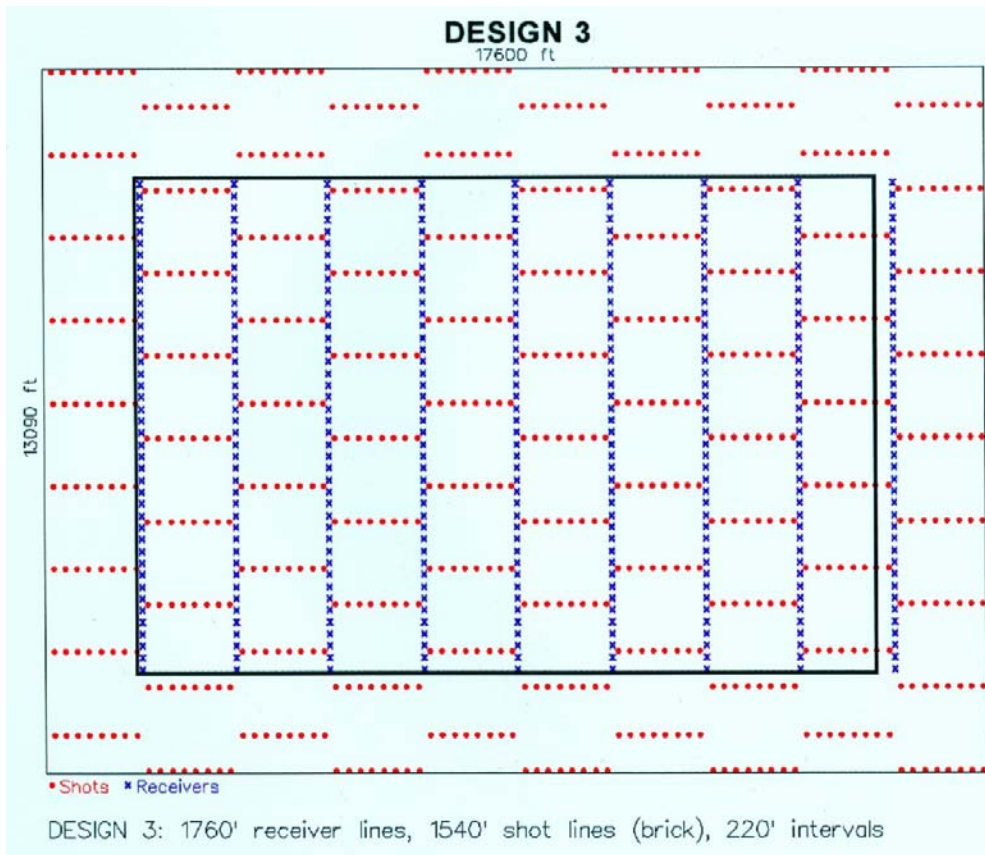 DESIGN 3
17600 ft
13090 ft
Shots Receivers
DESIGN 3: 1760' receiver lines, 1540' shot lines (brick), 220' intervals